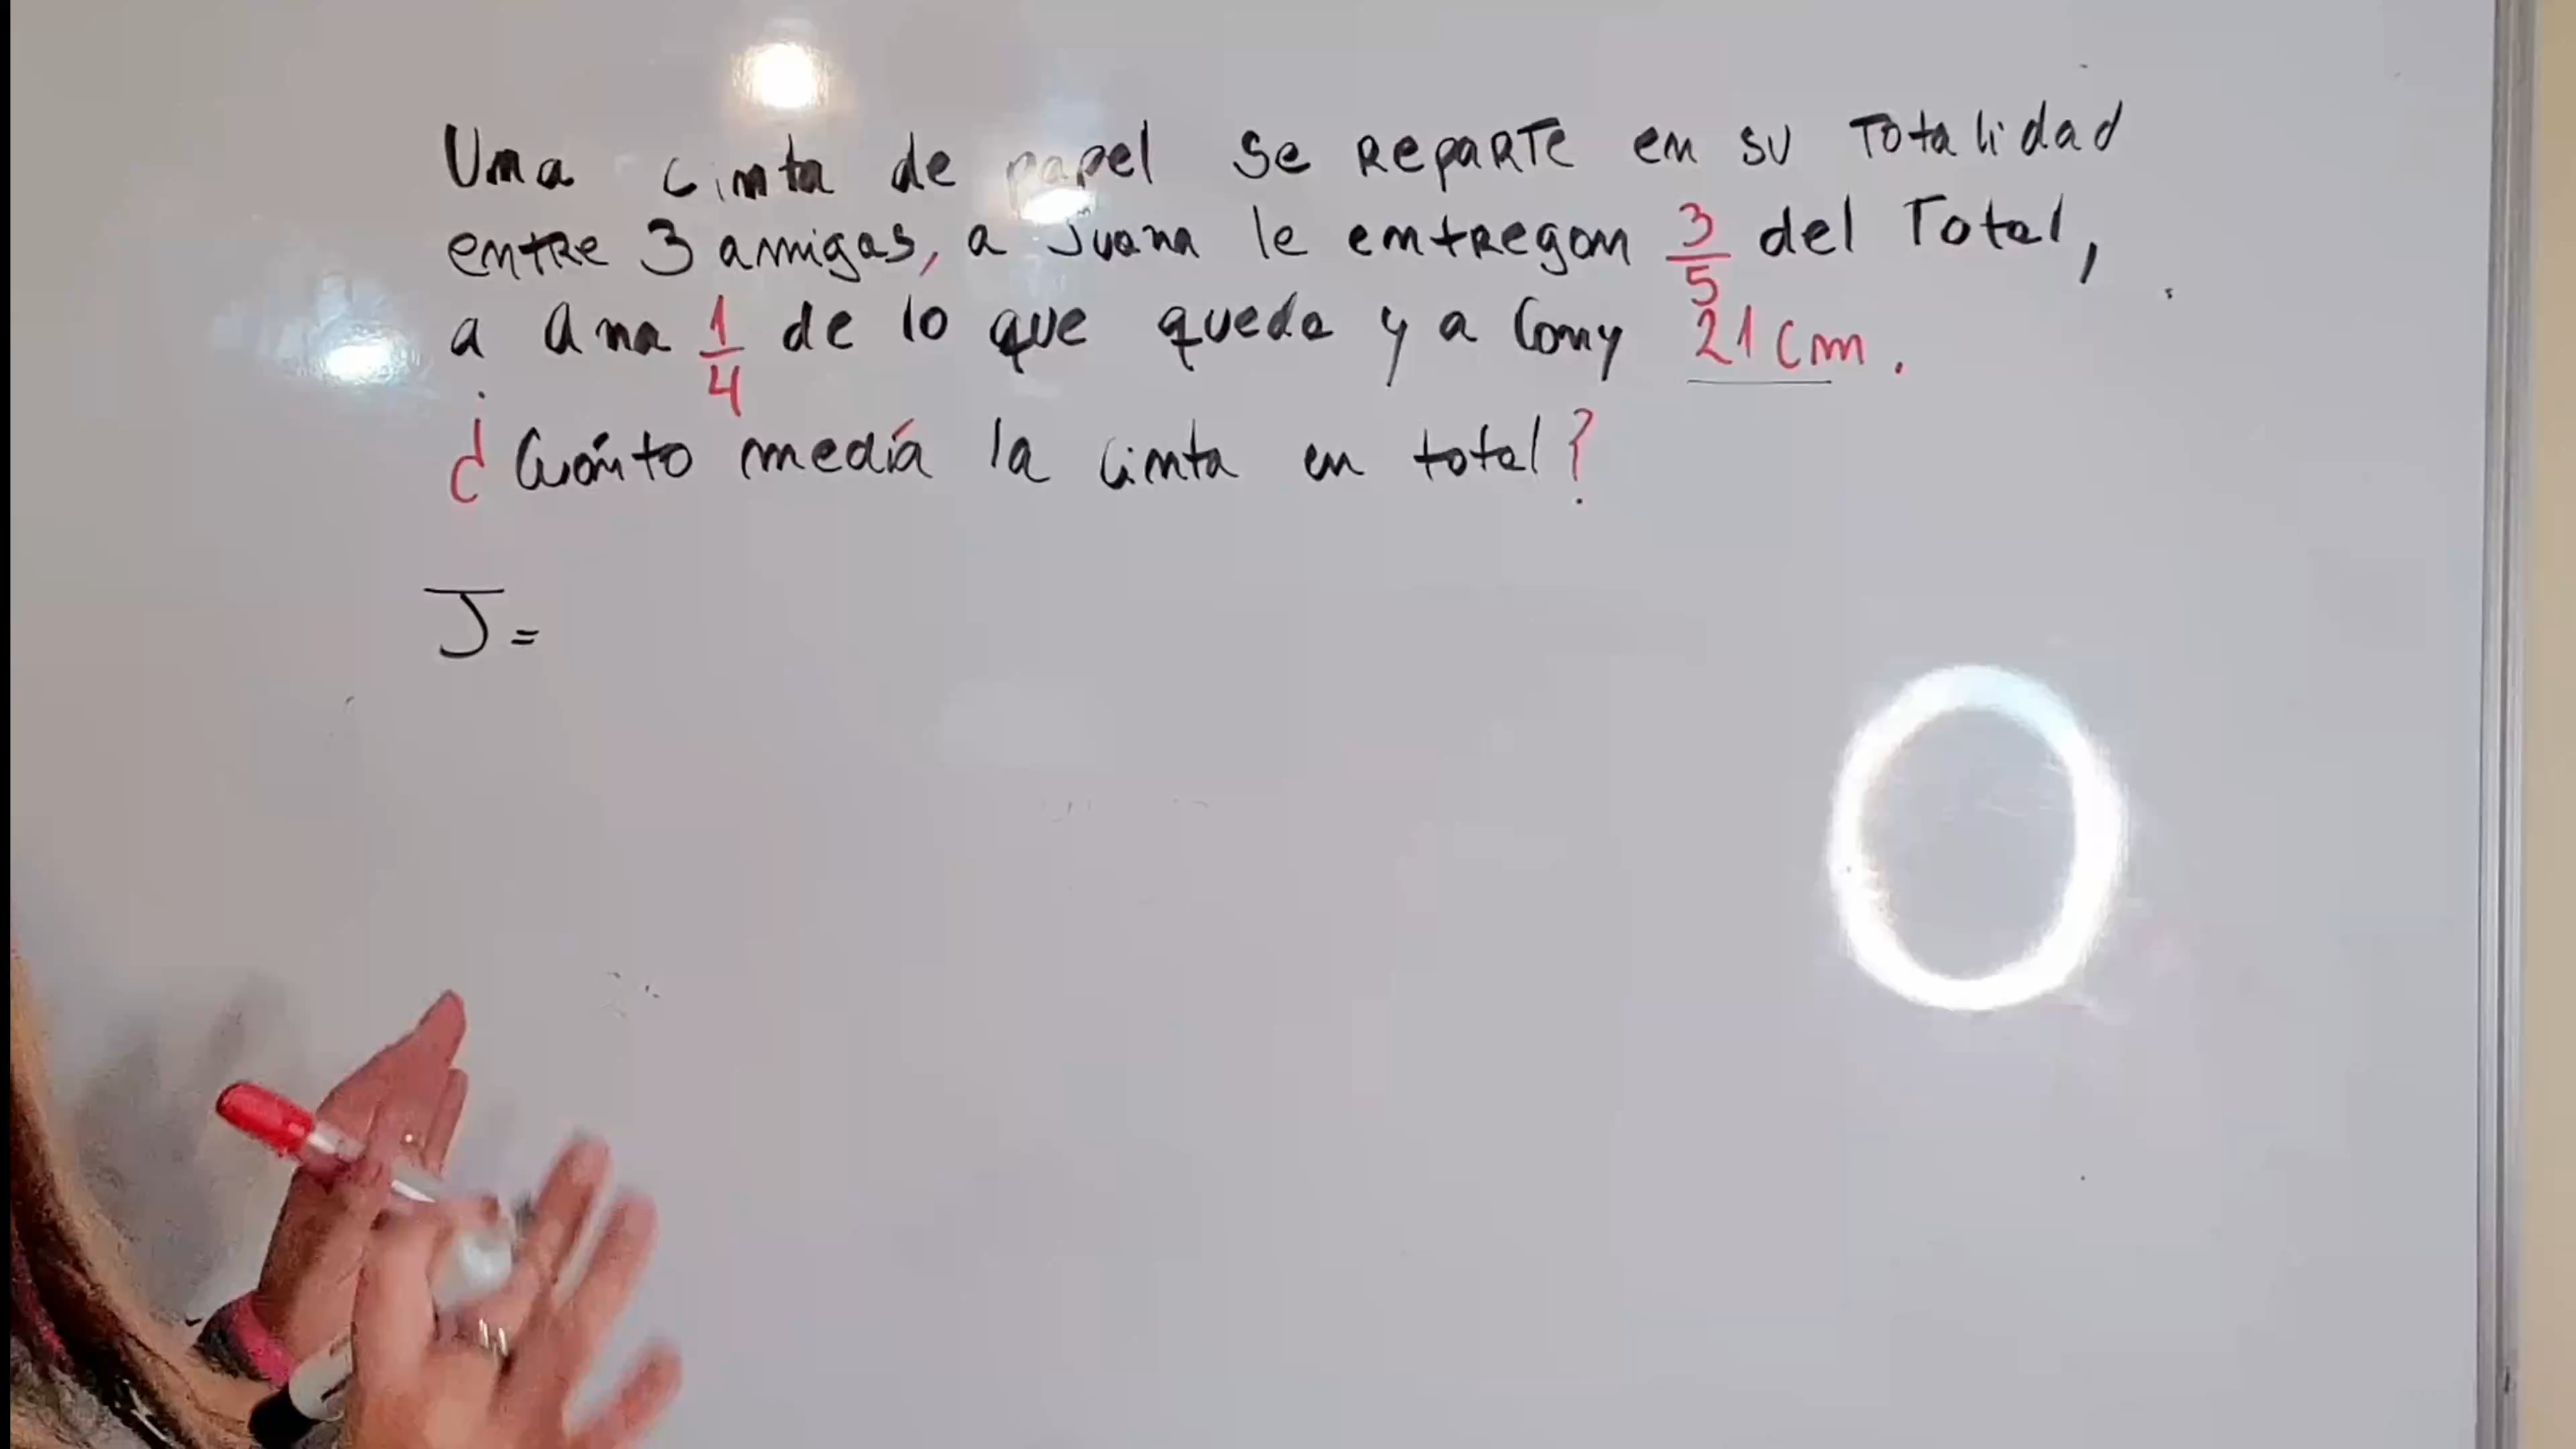 Una cinta de papel se REPARTE en su Totalidad
entre 3 amigas, a Juana le entregan 3/5 del Total,
a Ana 1/4 de lo que queda y a Cony 21 cm.
¿Cuánto medía la cinta en total?
J=